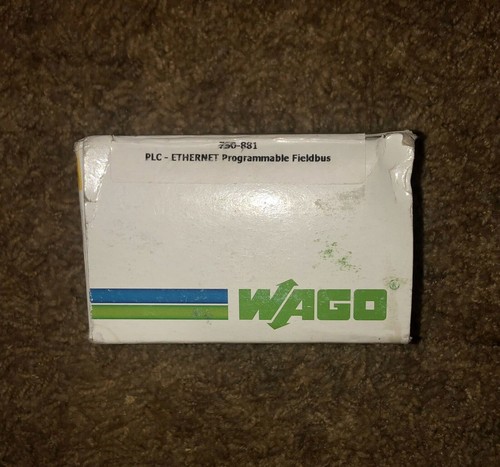 750-881
PLC - ETHERNET Programmable Fieldbus
WAGO®